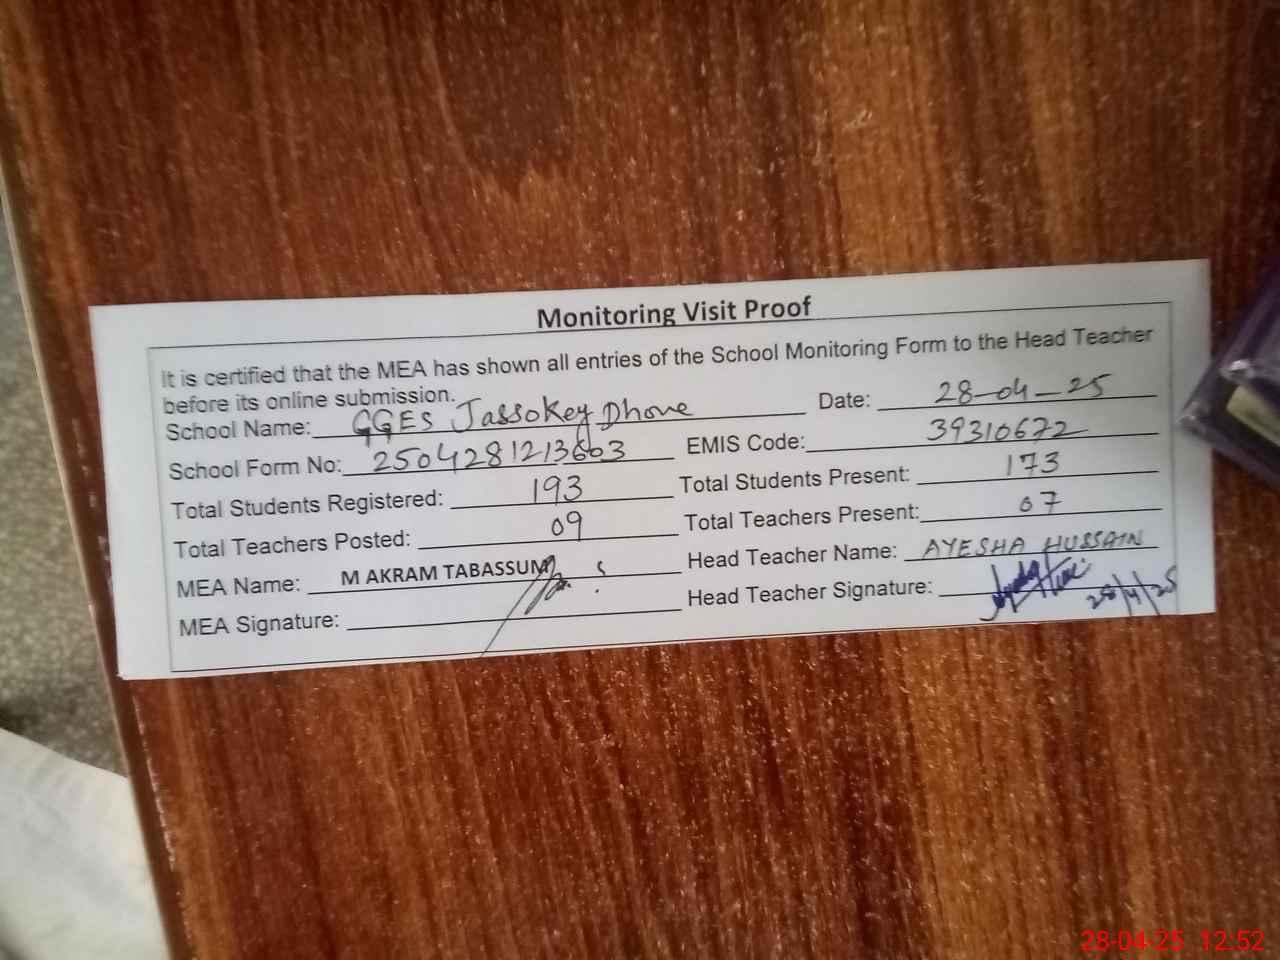 Monitoring Visit Proof
It is certified that the MEA has shown all entries of the School Monitoring Form to the Head Teacher
before its online submission.
School Name: GGES Jassokey Dhone Date: 28-04-25
School Form No: 2504281213603 EMIS Code: 39310672
Total Students Registered: 193 Total Students Present: 173
Total Teachers Posted: 09 Total Teachers Present: 07
MEA Name: M AKRAM TABASSUM Head Teacher Name: AYESHA HUSSAIN
MEA Signature: Head Teacher Signature: 28/4/25
28-04-25 12:52